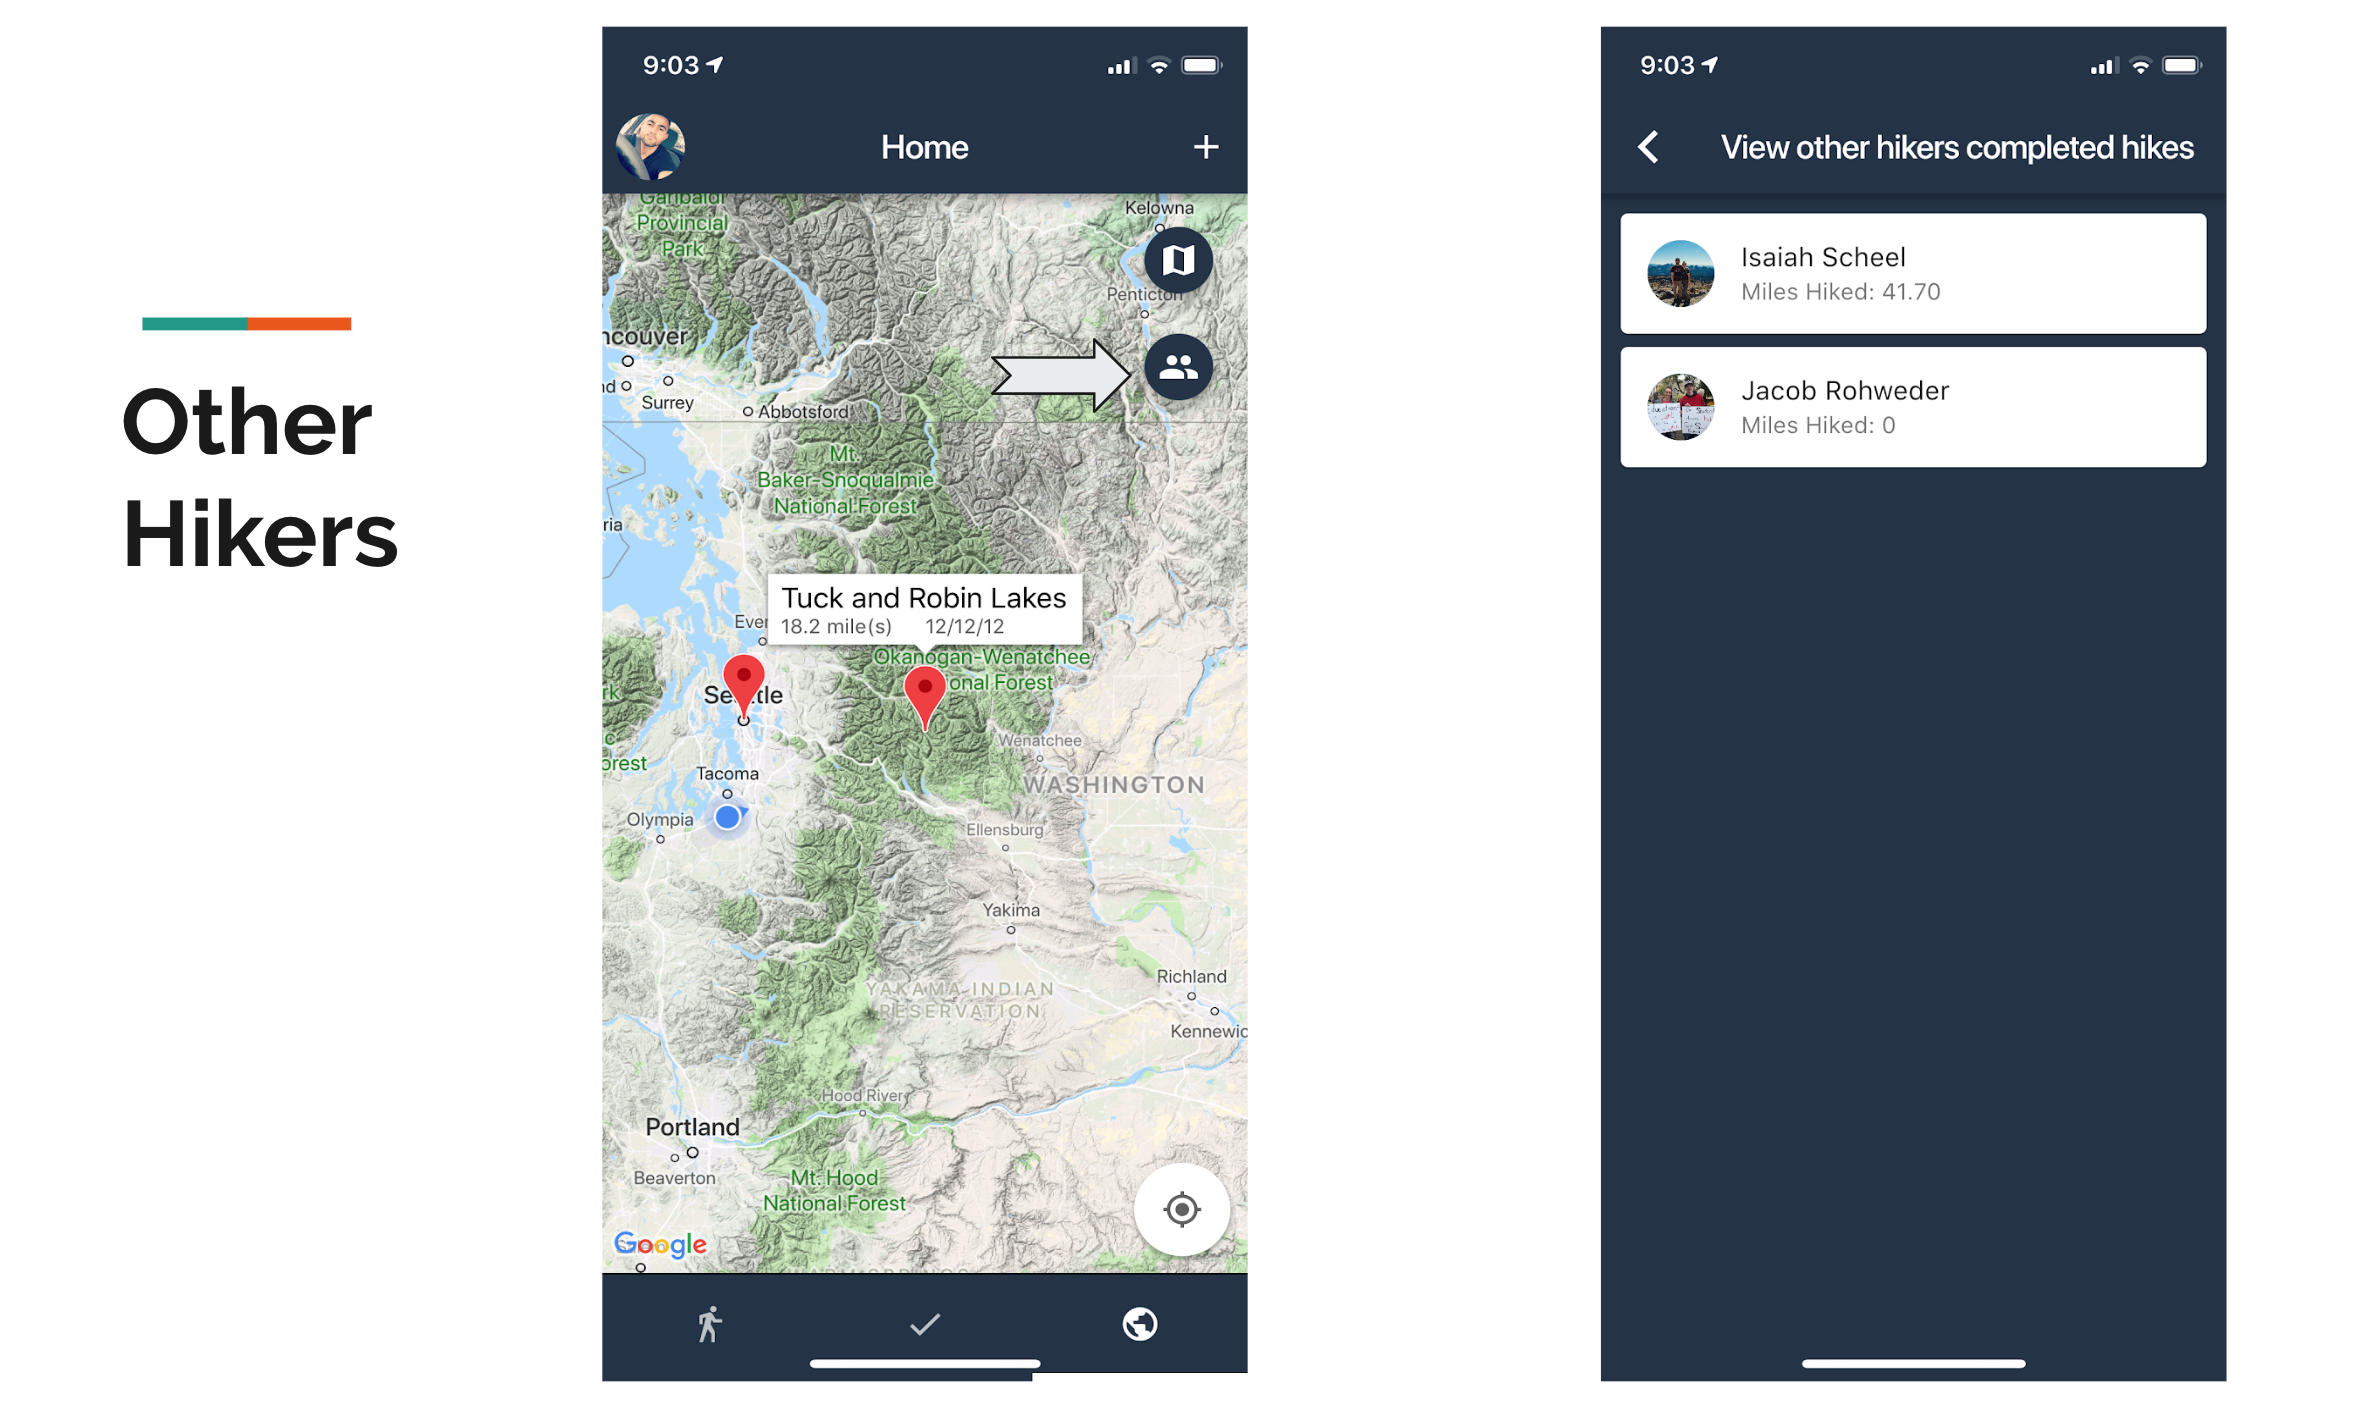 Other
Hikers
9:03
Home
+
Garibaldi
Provincial
Park
Kelowna
Penticton
ncouver
nd
Surrey
Abbotsford
Mt.
Baker-Snoqualmie
National Forest
ria
Tuck and Robin Lakes
18.2 mile(s) 12/12/12
Ever
Okanogan-Wenatchee
onal Forest
Seattle
rk
Wenatchee
c
orest
Tacoma
WASHINGTON
Olympia
Ellensburg
Yakima
Richland
YAKAMA INDIAN
RESERVATION
Kennewic
Hood River
Portland
Beaverton
Mt. Hood
National Forest
Google
9:03
View other hikers completed hikes
Isaiah Scheel
Miles Hiked: 41.70
Jacob Rohweder
Miles Hiked: 0